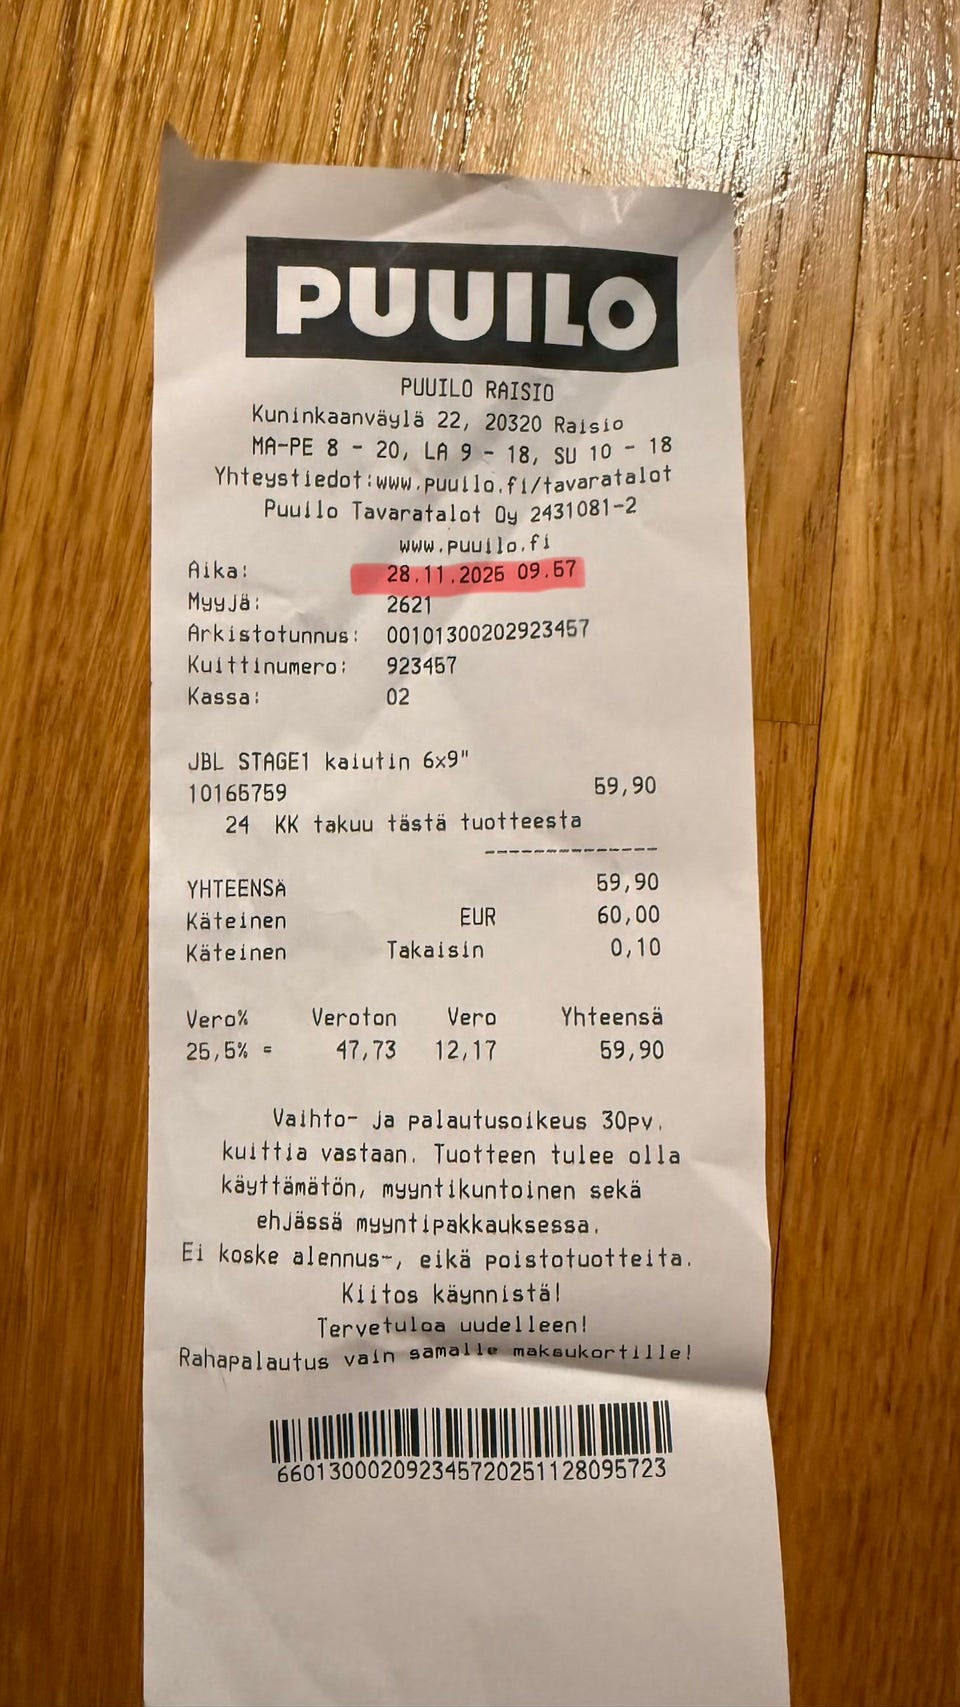 PUUILO
PUUILO RAISIO
Kuninkaanväylä 22, 20320 Raisio
MA-PE 8 - 20, LA 9 - 18, SU 10 - 18
Yhteystiedot:www.puuilo.fi/tavaratalot
Puuilo Tavaratalot Oy 2431081-2
www.puuilo.fi
Aika: 28.11.2025 09.57
Myyjä: 2621
Arkistotunnus: 00101300202923457
Kuittinumero: 923457
Kassa: 02
JBL STAGE1 kaiutin 6x9"
10165759 59,90
24 KK takuu tästä tuotteesta
--------------
YHTEENSÄ 59,90
Käteinen EUR 60,00
Käteinen Takaisin 0,10
Vero% Veroton Vero Yhteensä
25,5% = 47,73 12,17 59,90
Vaihto- ja palautusoikeus 30pv.
kuittia vastaan. Tuotteen tulee olla
käyttämätön, myyntikuntoinen sekä
ehjässä myyntipakkauksessa.
Ei koske alennus-, eikä poistotuotteita.
Kiitos käynnistä!
Tervetuloa uudelleen!
Rahapalautus vain samalle maksukortille!
660130002092345720251128095723